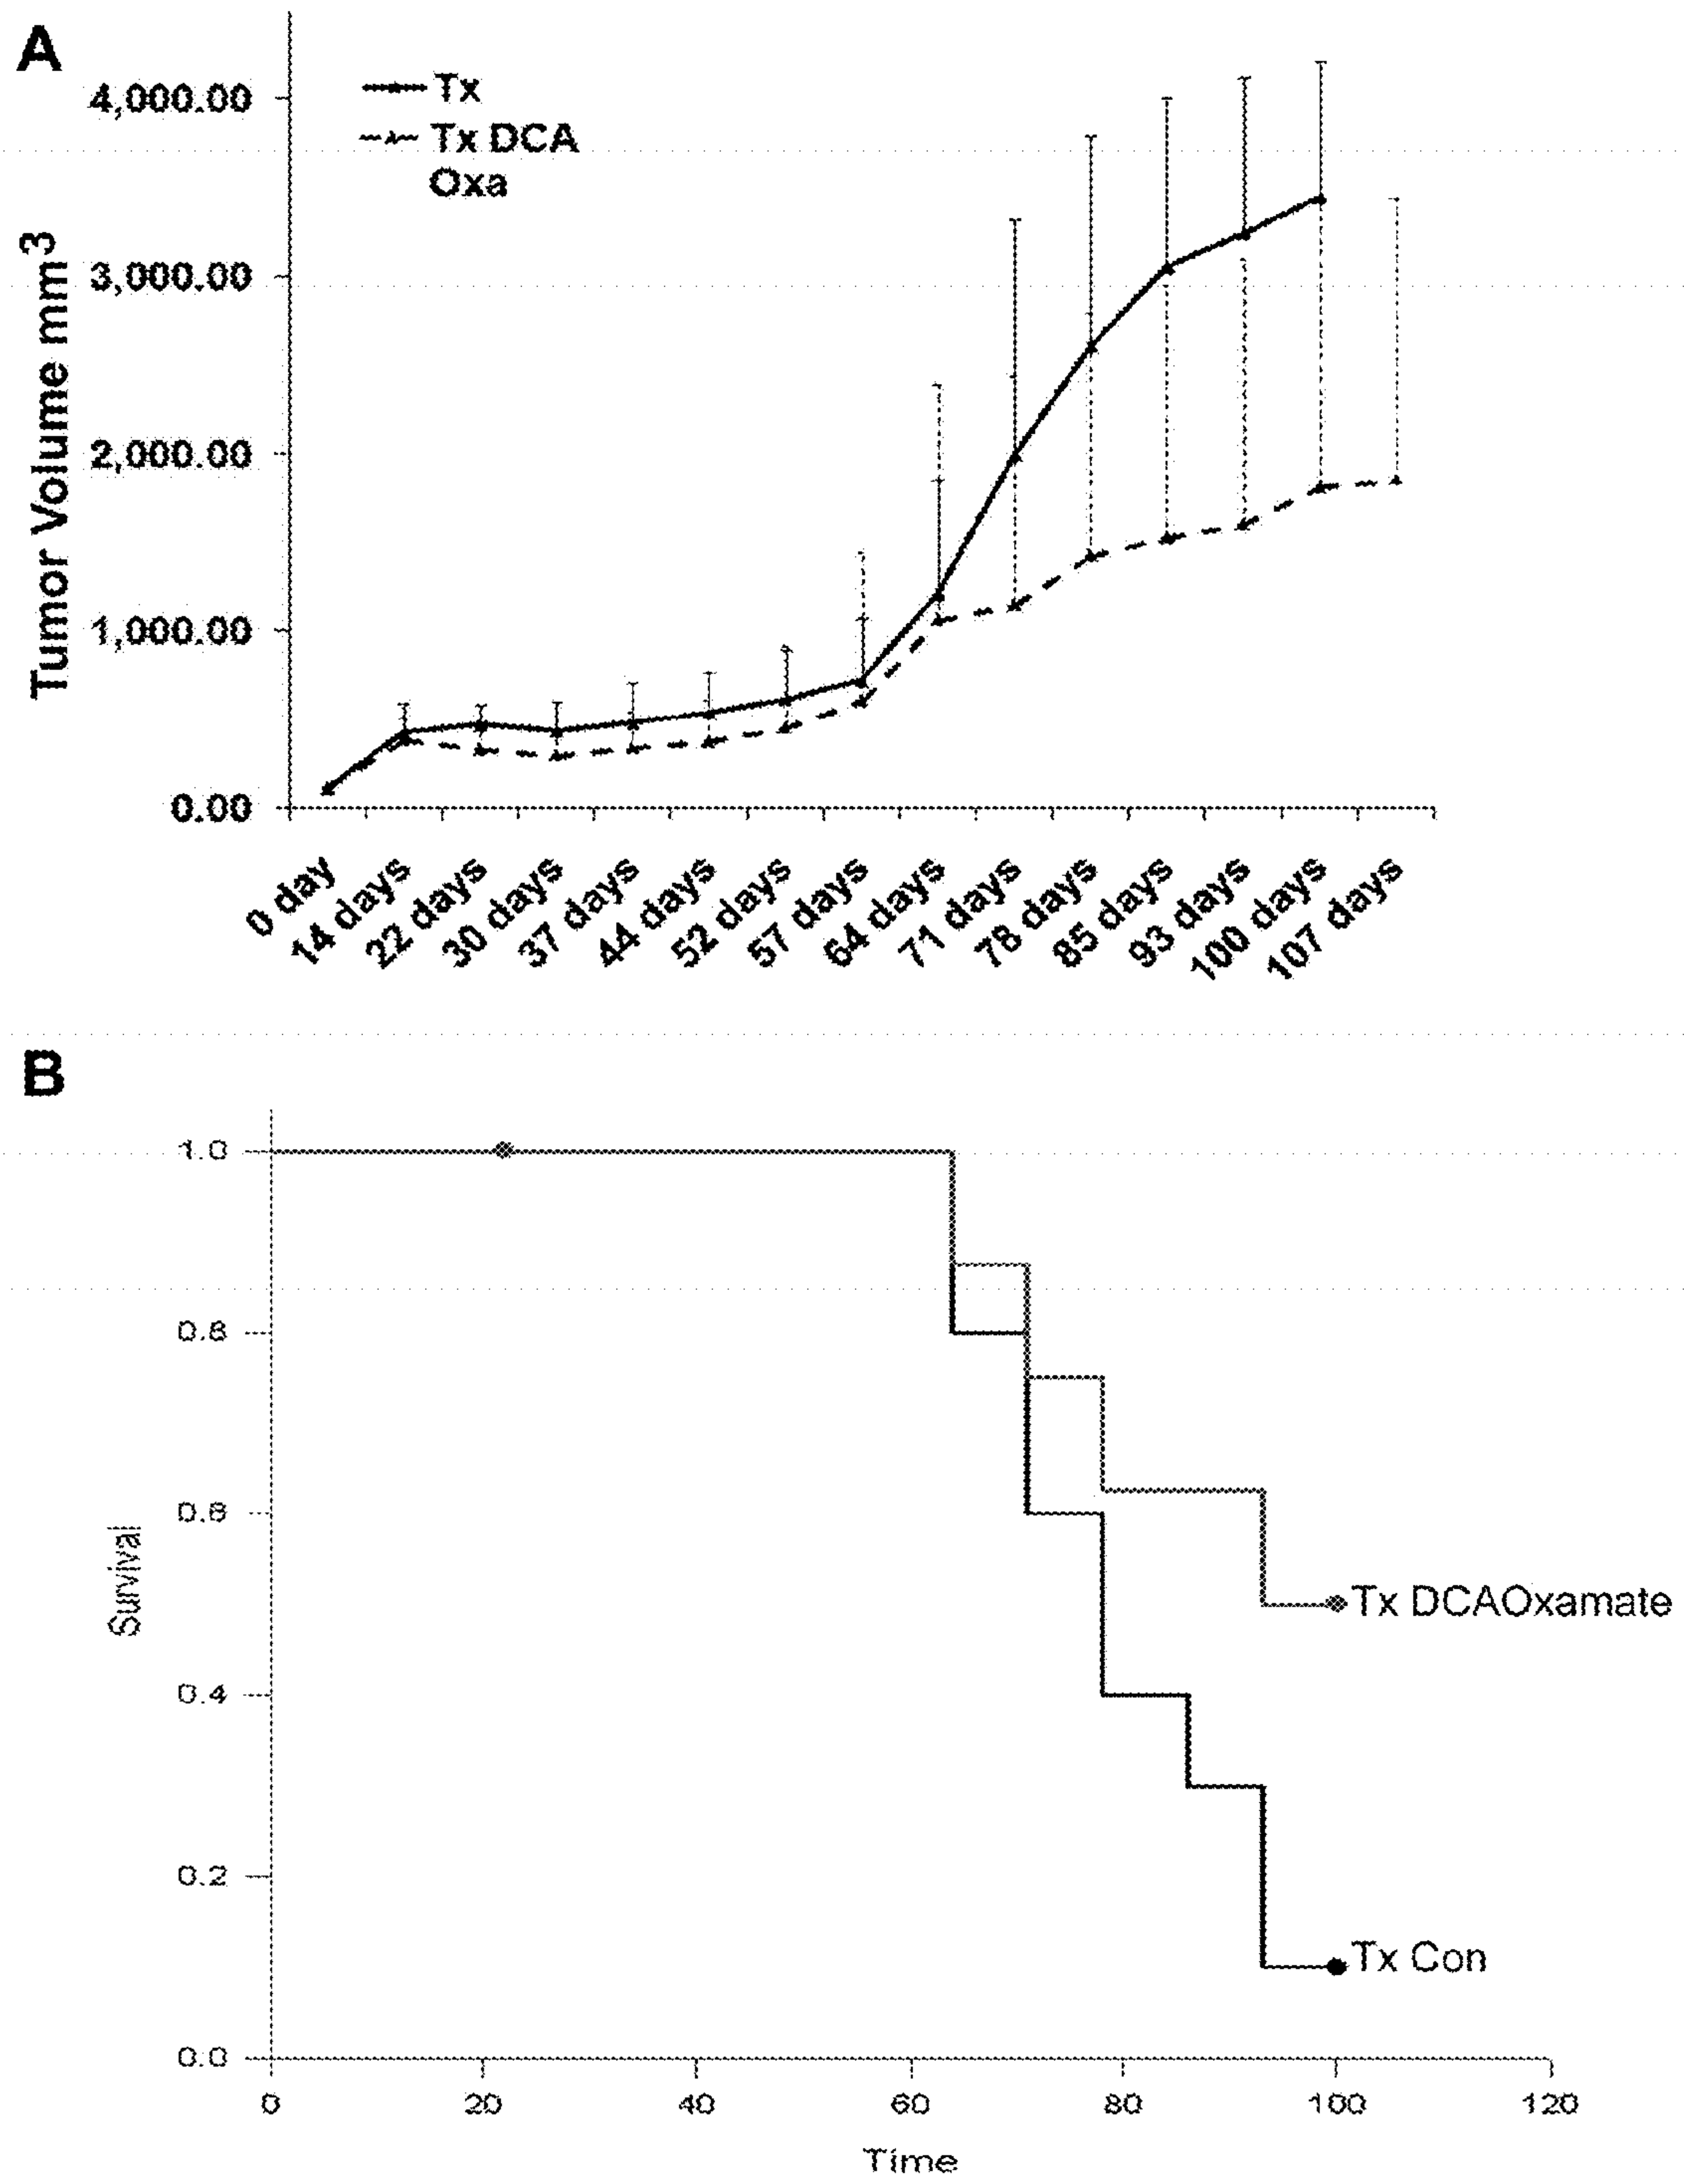 A
Tx
Tx DCA
Oxa
4,000.00
3,000.00
2,000.00
1,000.00
0.00
Tumor Volume mm3
0 day
14 days
22 days
30 days
37 days
44 days
52 days
57 days
64 days
71 days
78 days
85 days
93 days
100 days
107 days
B
1.0
0.8
0.6
0.4
0.2
0.0
Survival
Tx DCAOxamate
Tx Con
0
20
40
60
80
100
120
Time